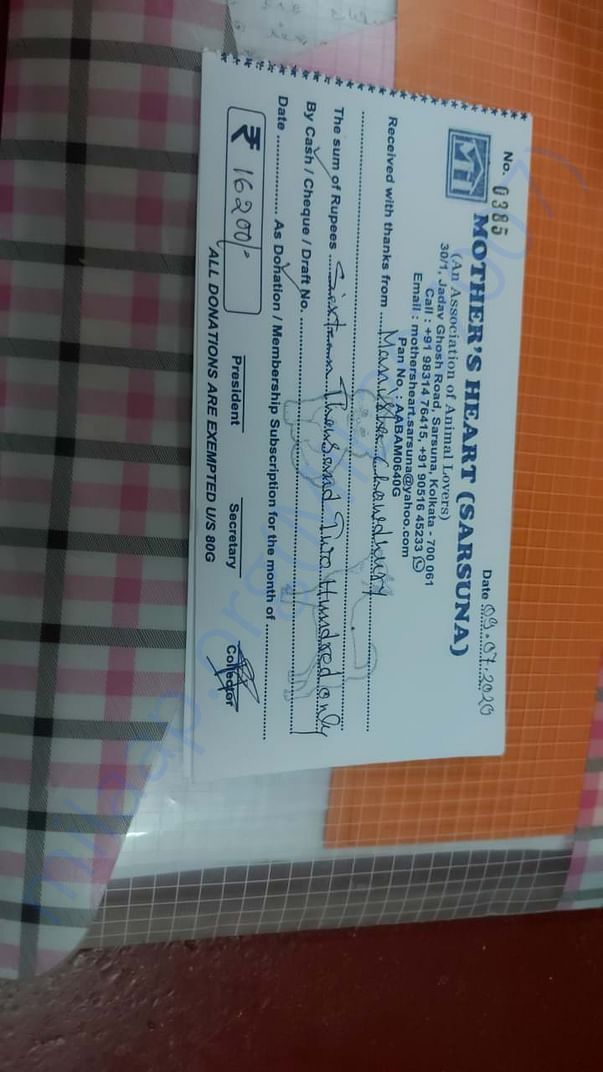 No. 0385
Date 09.07.2020
MOTHER'S HEART (SARSUNA)
(An Association of Animal Lovers)
30/1, Jadav Ghosh Road, Sarsuna, Kolkata - 700 061
Call : +91 98314 76415, +91 90516 45233
Email : mothersheart.sarsuna@yahoo.com
Pan No. : AABAM0640G
Received with thanks from Manisha Chowdhury
The sum of Rupees Sixteen Thousand Two Hundred only
By Cash / Cheque / Draft No.
Date As Donation / Membership Subscription for the month of
₹ 16200/-
President Secretary Collector
ALL DONATIONS ARE EXEMPTED U/S 80G